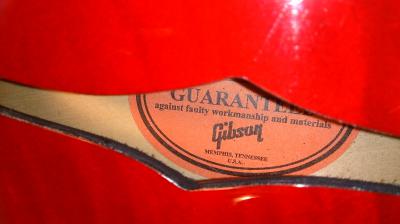 GUARANTEE
against faulty workmanship and materials
Gibson
MEMPHIS, TENNESSEE
U.S.A.